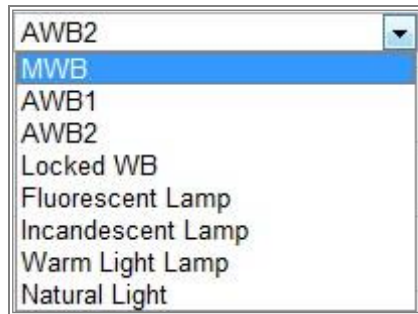 AWB2
MWB
AWB1
AWB2
Locked WB
Fluorescent Lamp
Incandescent Lamp
Warm Light Lamp
Natural Light